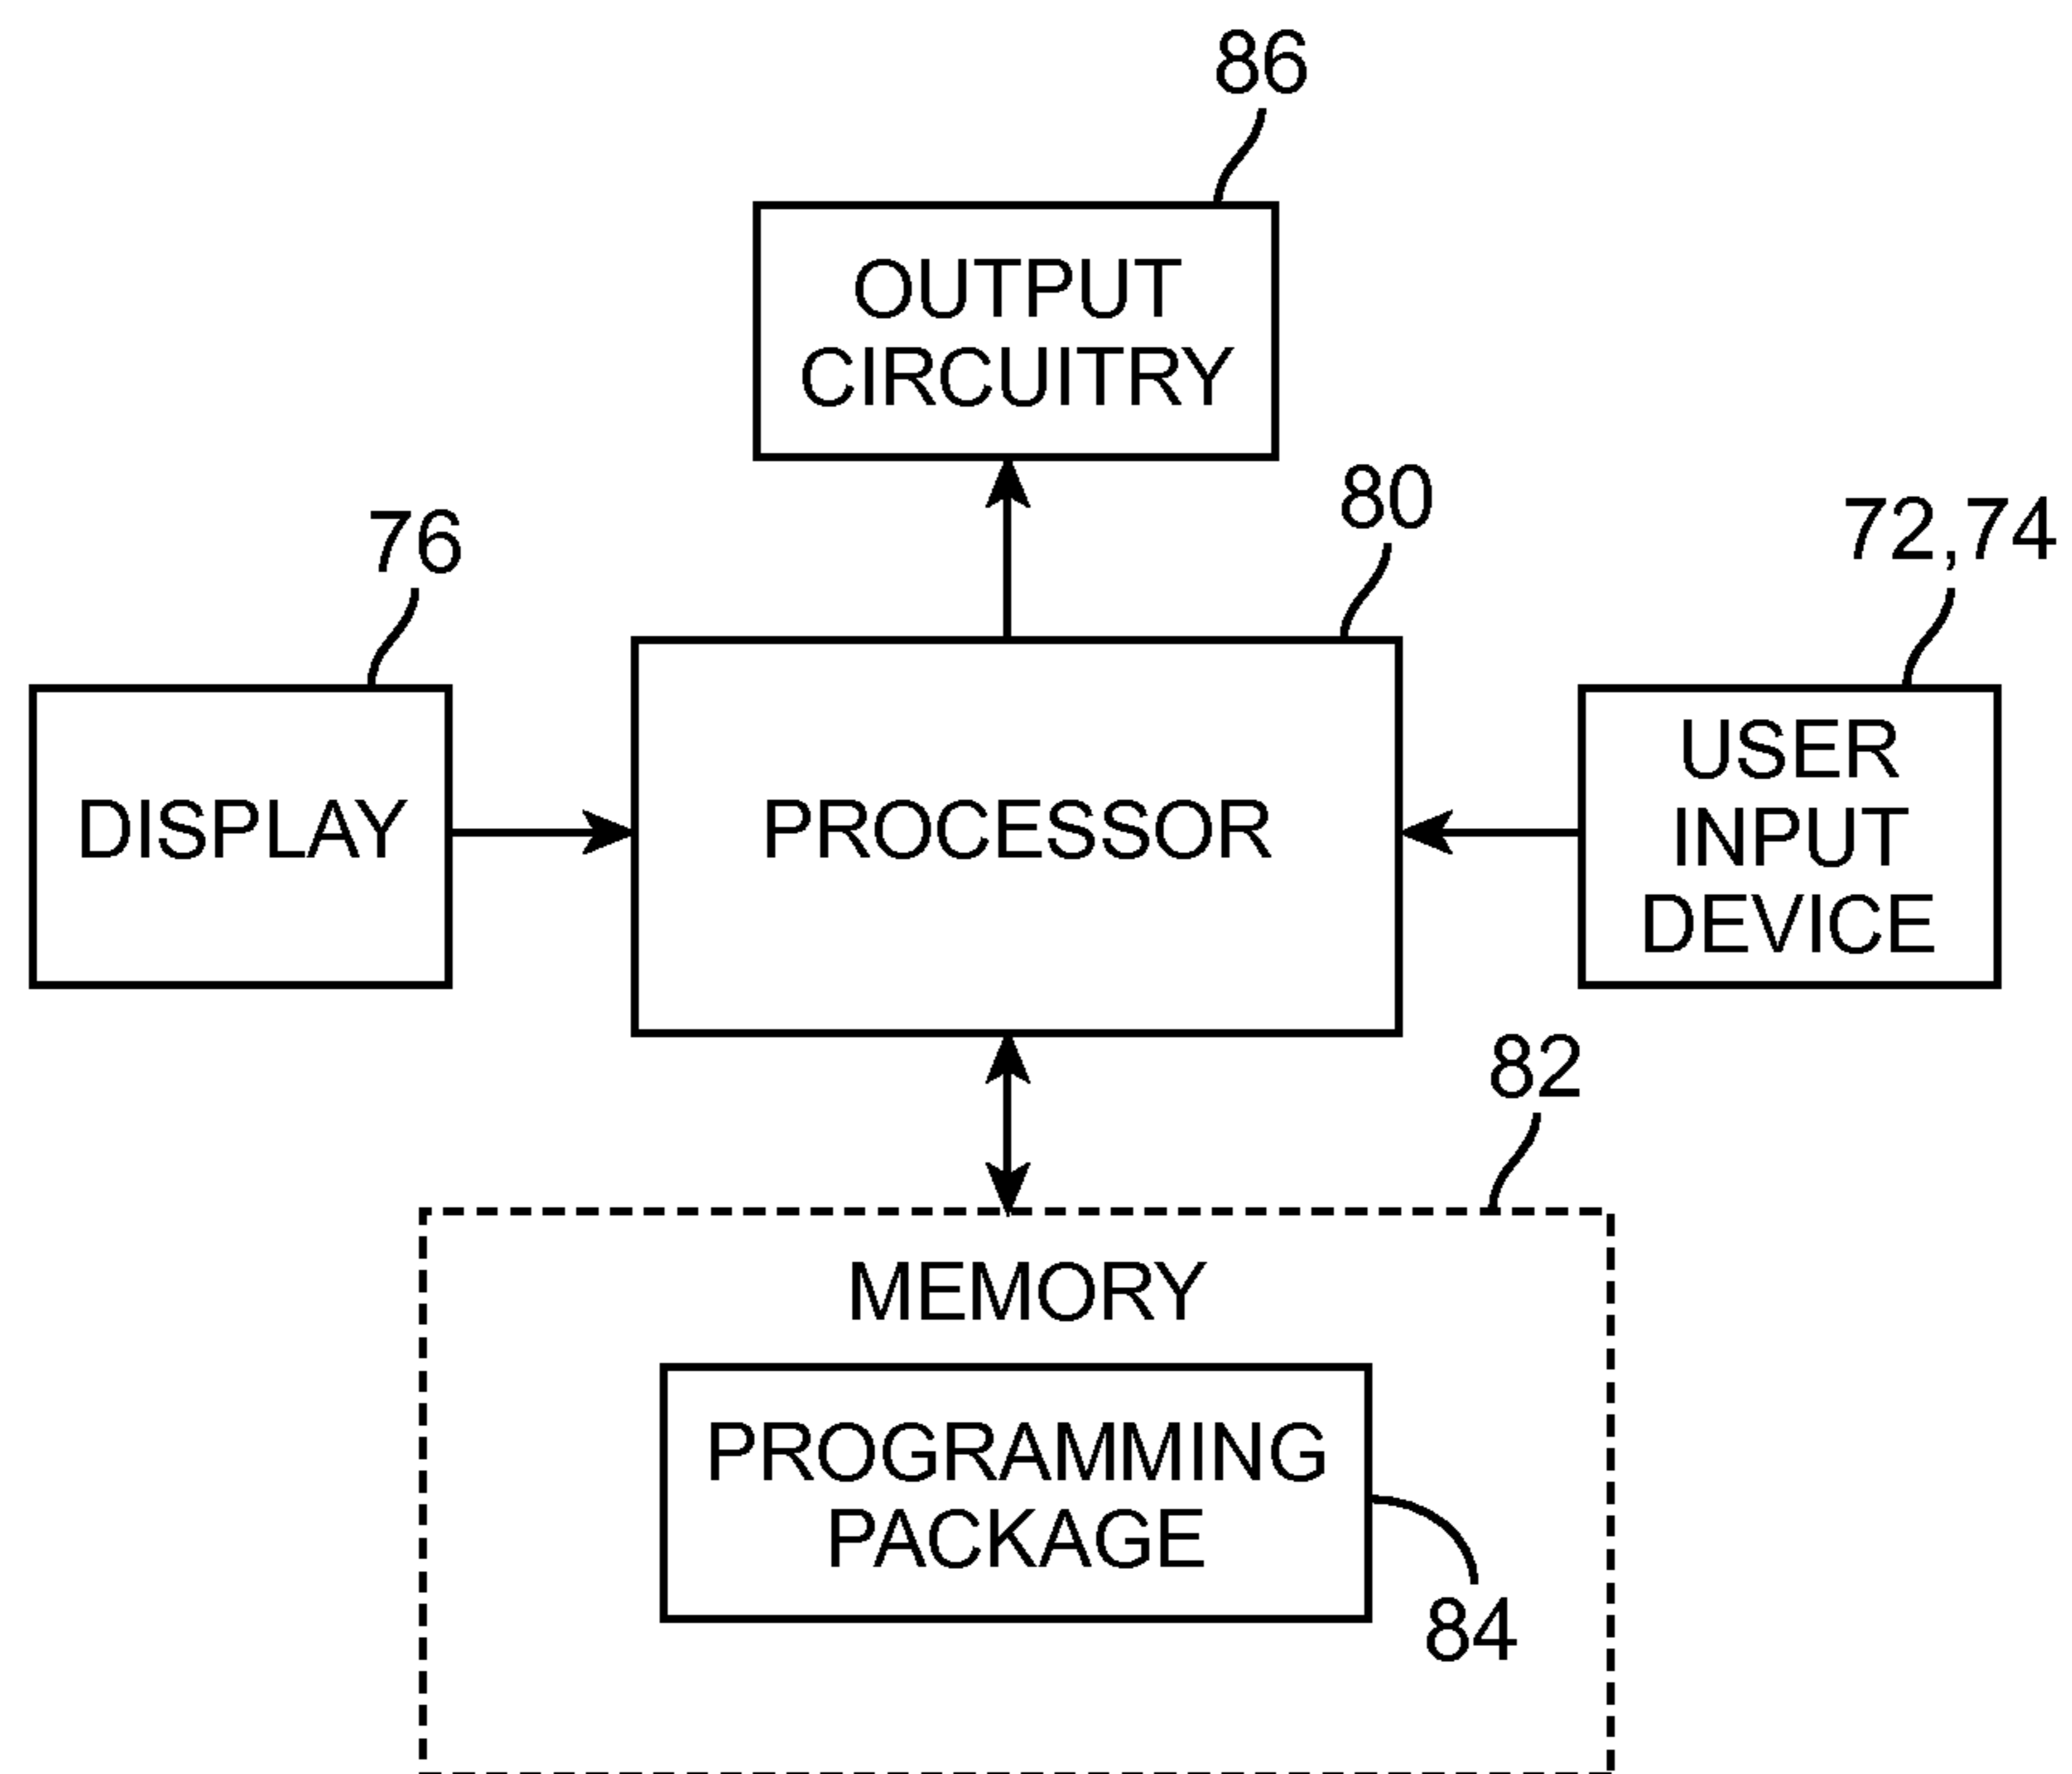 86
OUTPUT
CIRCUITRY
80
76
72,74
DISPLAY
PROCESSOR
USER
INPUT
DEVICE
82
MEMORY
PROGRAMMING
PACKAGE
84